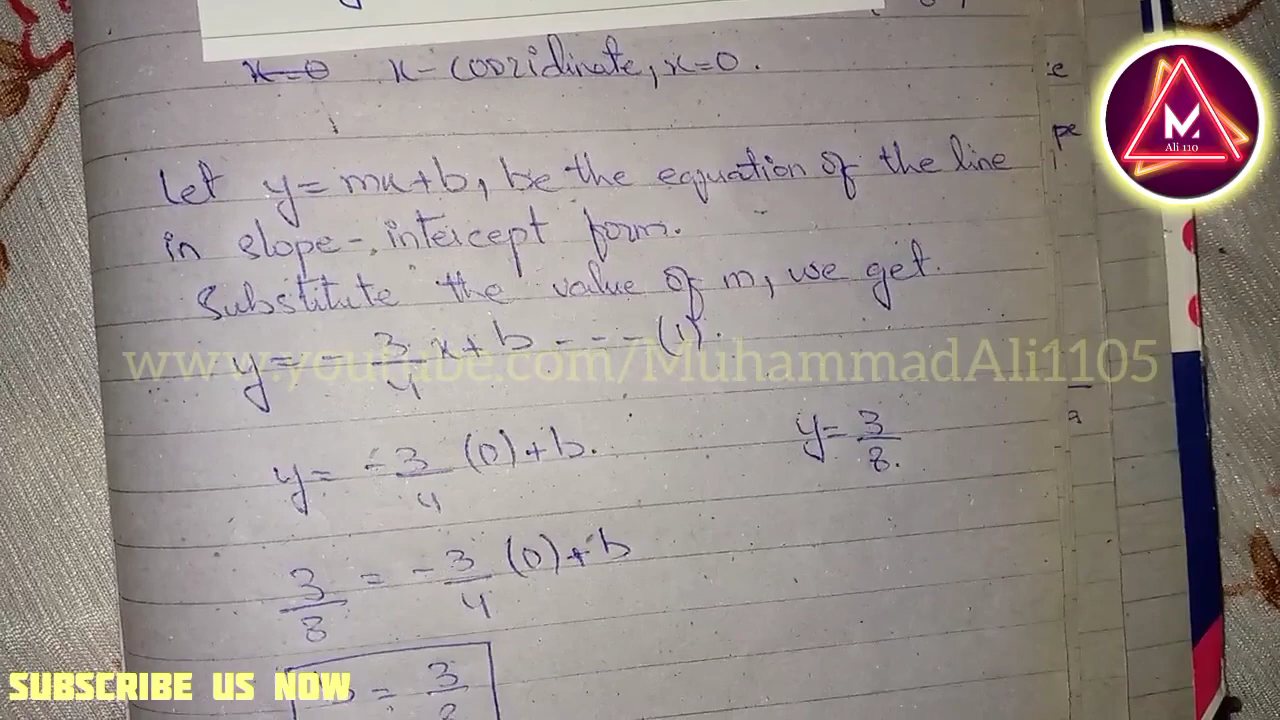 x=0 x-cooridinate, x=0.
Let y=mx+b, be the equation of the line
in slope-intercept form.
Substitute the value of m, we get.
y= -3/4 x+b ---(1).
www.youtube.com/MuhammadAli1105
y= -3/4 (0)+b. y=3/8.
3/8 = -3/4 (0)+b
b = 3/8
M
Ali 110
SUBSCRIBE US NOW